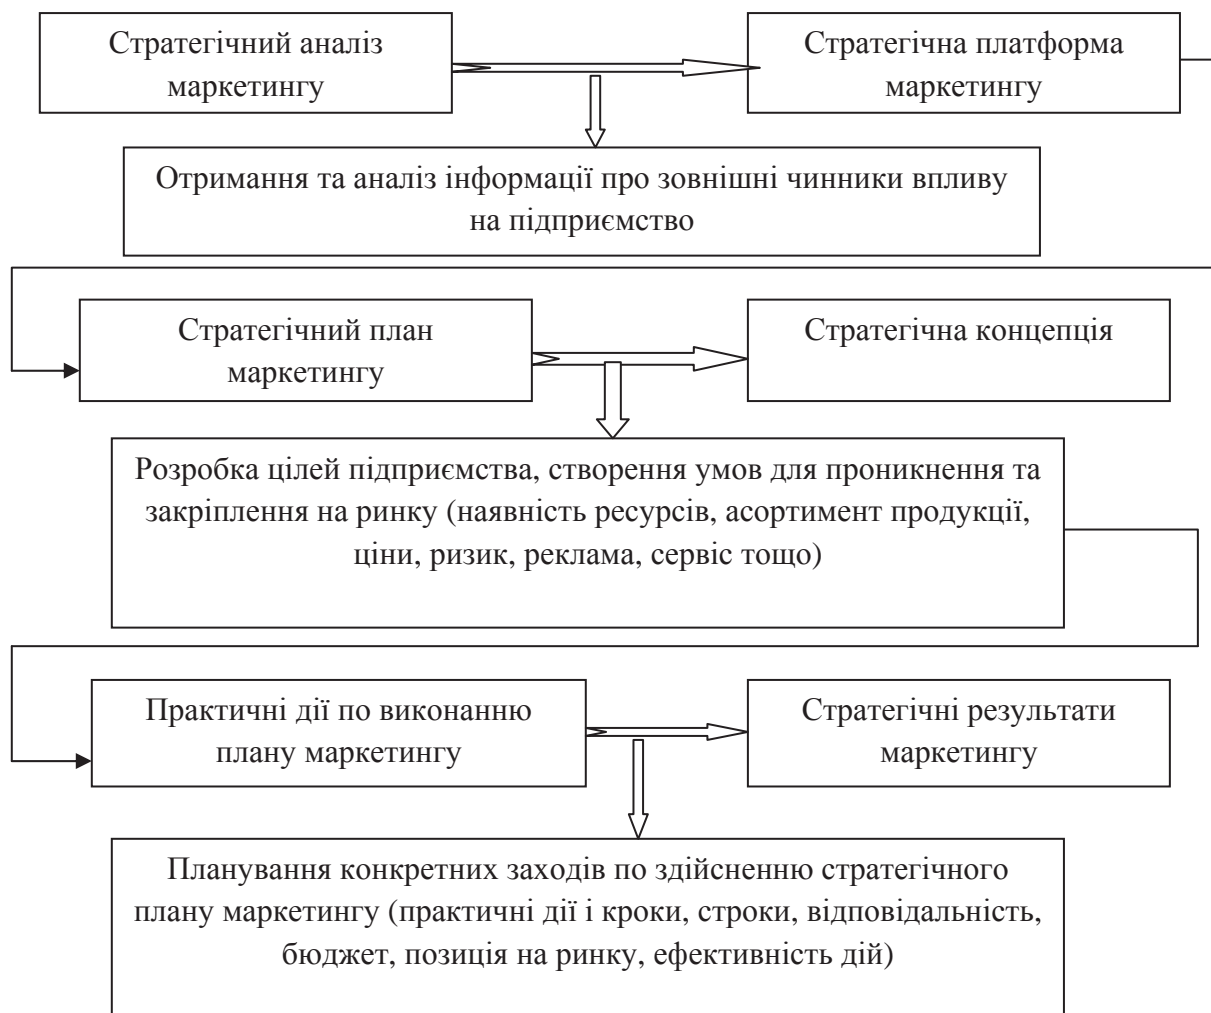 Стратегічний аналіз
маркетингу
Стратегічна платформа
маркетингу
Отримання та аналіз інформації про зовнішні чинники впливу
на підприємство
Стратегічний план
маркетингу
Стратегічна концепція
Розробка цілей підприємства, створення умов для проникнення та
закріплення на ринку (наявність ресурсів, асортимент продукції,
ціни, ризик, реклама, сервіс тощо)
Практичні дії по виконанню
плану маркетингу
Стратегічні результати
маркетингу
Планування конкретних заходів по здійсненню стратегічного
плану маркетингу (практичні дії і кроки, строки, відповідальність,
бюджет, позиція на ринку, ефективність дій)